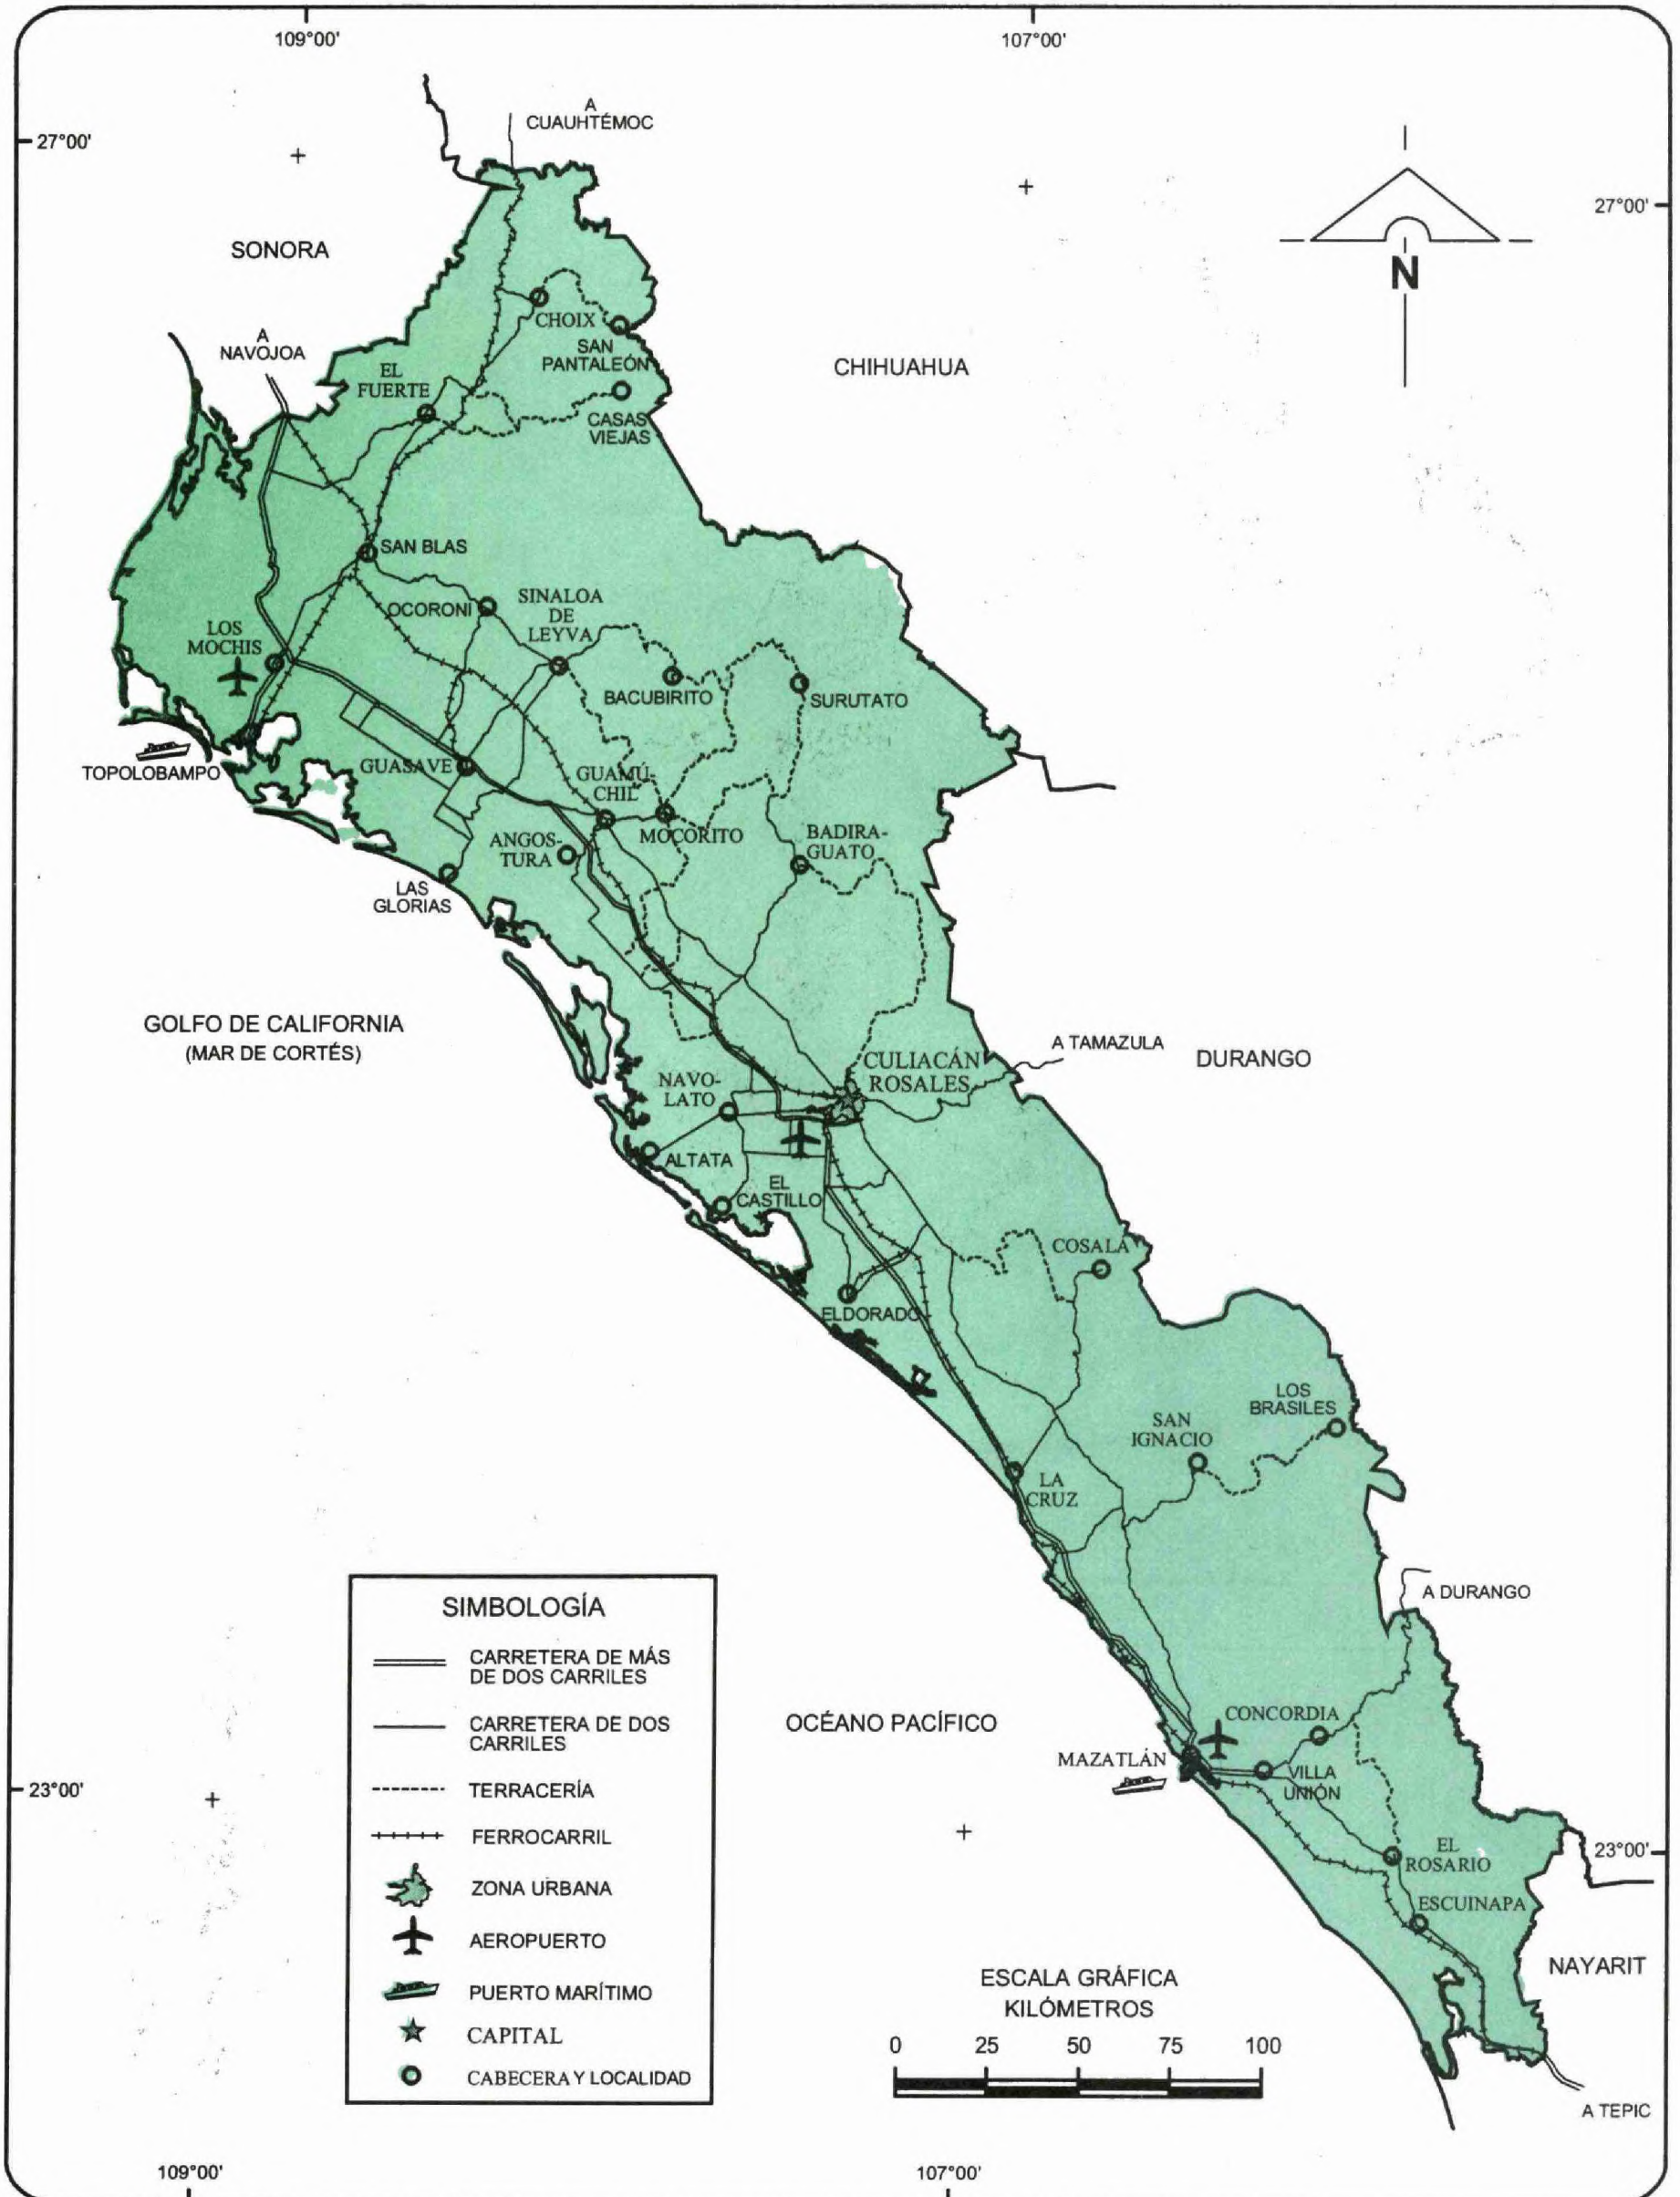 109°00'
107°00'
A
CUAUHTÉMOC
27°00'
27°00'
SONORA
N
CHOIX
A
NAVOJOA
SAN
PANTALEÓN
CHIHUAHUA
EL
FUERTE
CASAS
VIEJAS
SAN BLAS
OCORONI
SINALOA
DE
LEYVA
LOS
MOCHIS
BACUBIRITO
SURUTATO
TOPOLOBAMPO
GUASAVE
GUAMÚ-
CHIL
MOCORITO
BADIRA-
GUATO
ANGOS-
TURA
LAS
GLORIAS
GOLFO DE CALIFORNIA
(MAR DE CORTÉS)
A TAMAZULA
DURANGO
CULIACÁN
ROSALES
NAVO-
LATO
ALTATA
EL
CASTILLO
COSALÁ
ELDORADO
LOS
BRASILES
SAN
IGNACIO
LA
CRUZ
A DURANGO
SIMBOLOGÍA
CARRETERA DE MÁS
DE DOS CARRILES
CARRETERA DE DOS
CARRILES
TERRACERÍA
FERROCARRIL
ZONA URBANA
AEROPUERTO
PUERTO MARÍTIMO
CAPITAL
CABECERA Y LOCALIDAD
OCÉANO PACÍFICO
CONCORDIA
MAZATLÁN
VILLA
UNIÓN
23°00'
23°00'
EL
ROSARIO
ESCUINAPA
NAYARIT
ESCALA GRÁFICA
KILÓMETROS
0 25 50 75 100
A TEPIC
109°00'
107°00'